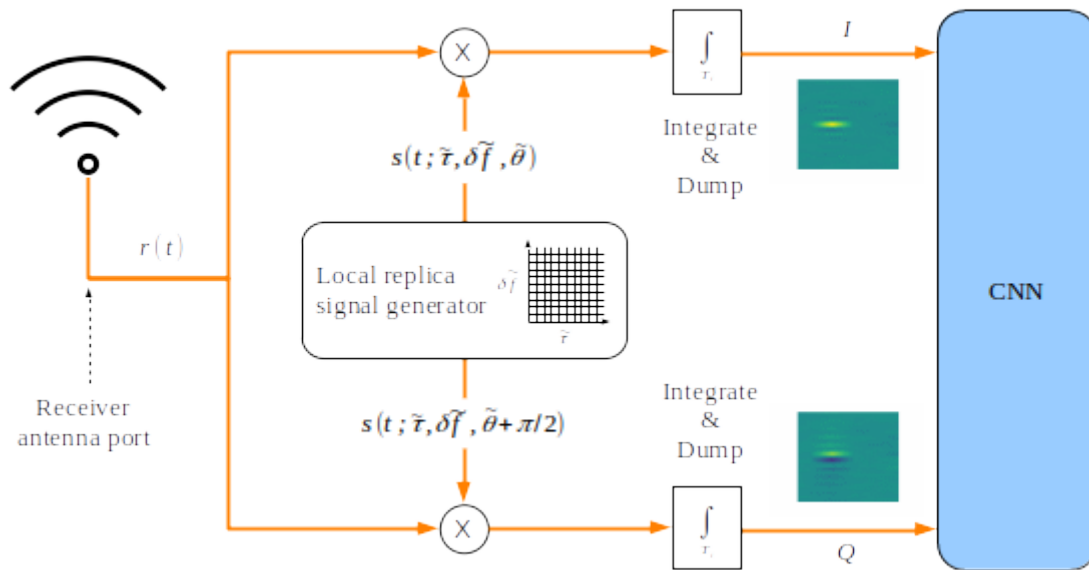 I
X
∫
T
Integrate
&
Dump
s(t ; τ̃, δf̃ , θ̃)
r(t)
Local replica
signal generator
δf̃
τ̃
CNN
Receiver
antenna port
s(t ; τ̃, δf̃ , θ̃+π/2)
Integrate
&
Dump
X
∫
T
Q